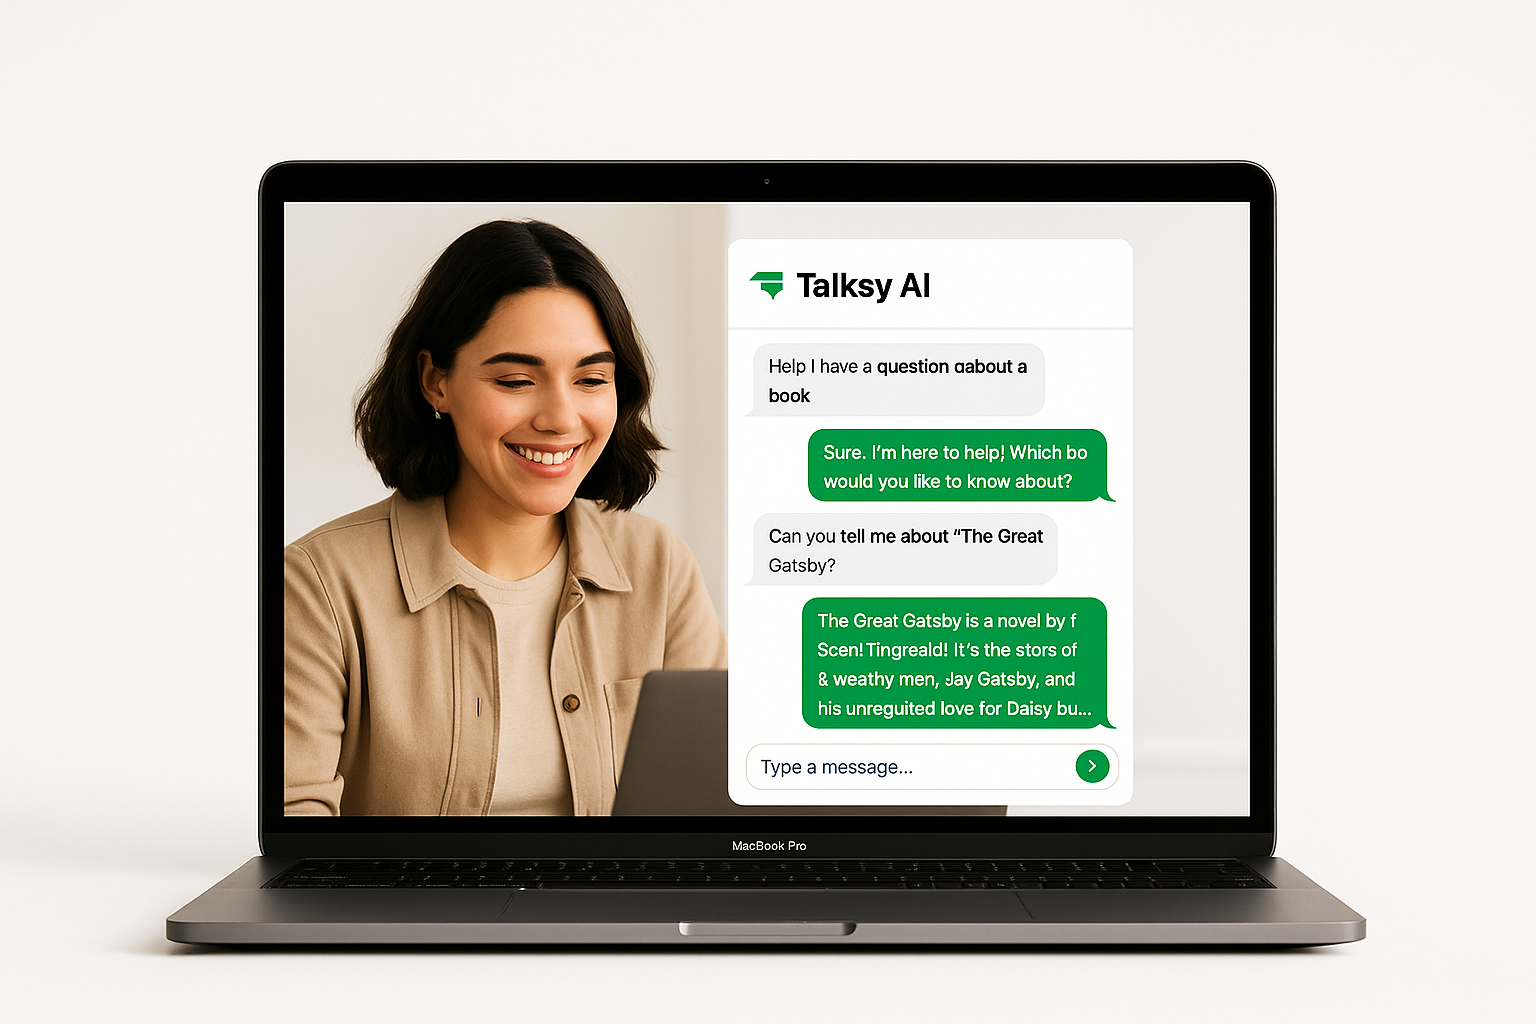 Talksy AI
Help I have a question qabout a
book
Sure. I'm here to help! Which bo
would you like to know about?
Can you tell me about “The Great
Gatsby?
The Great Gatsby is a novel by f
Scen! Tingreald! It's the stors of
& weathy men, Jay Gatsby, and
his unreguited love for Daisy bu...
Type a message...
MacBook Pro